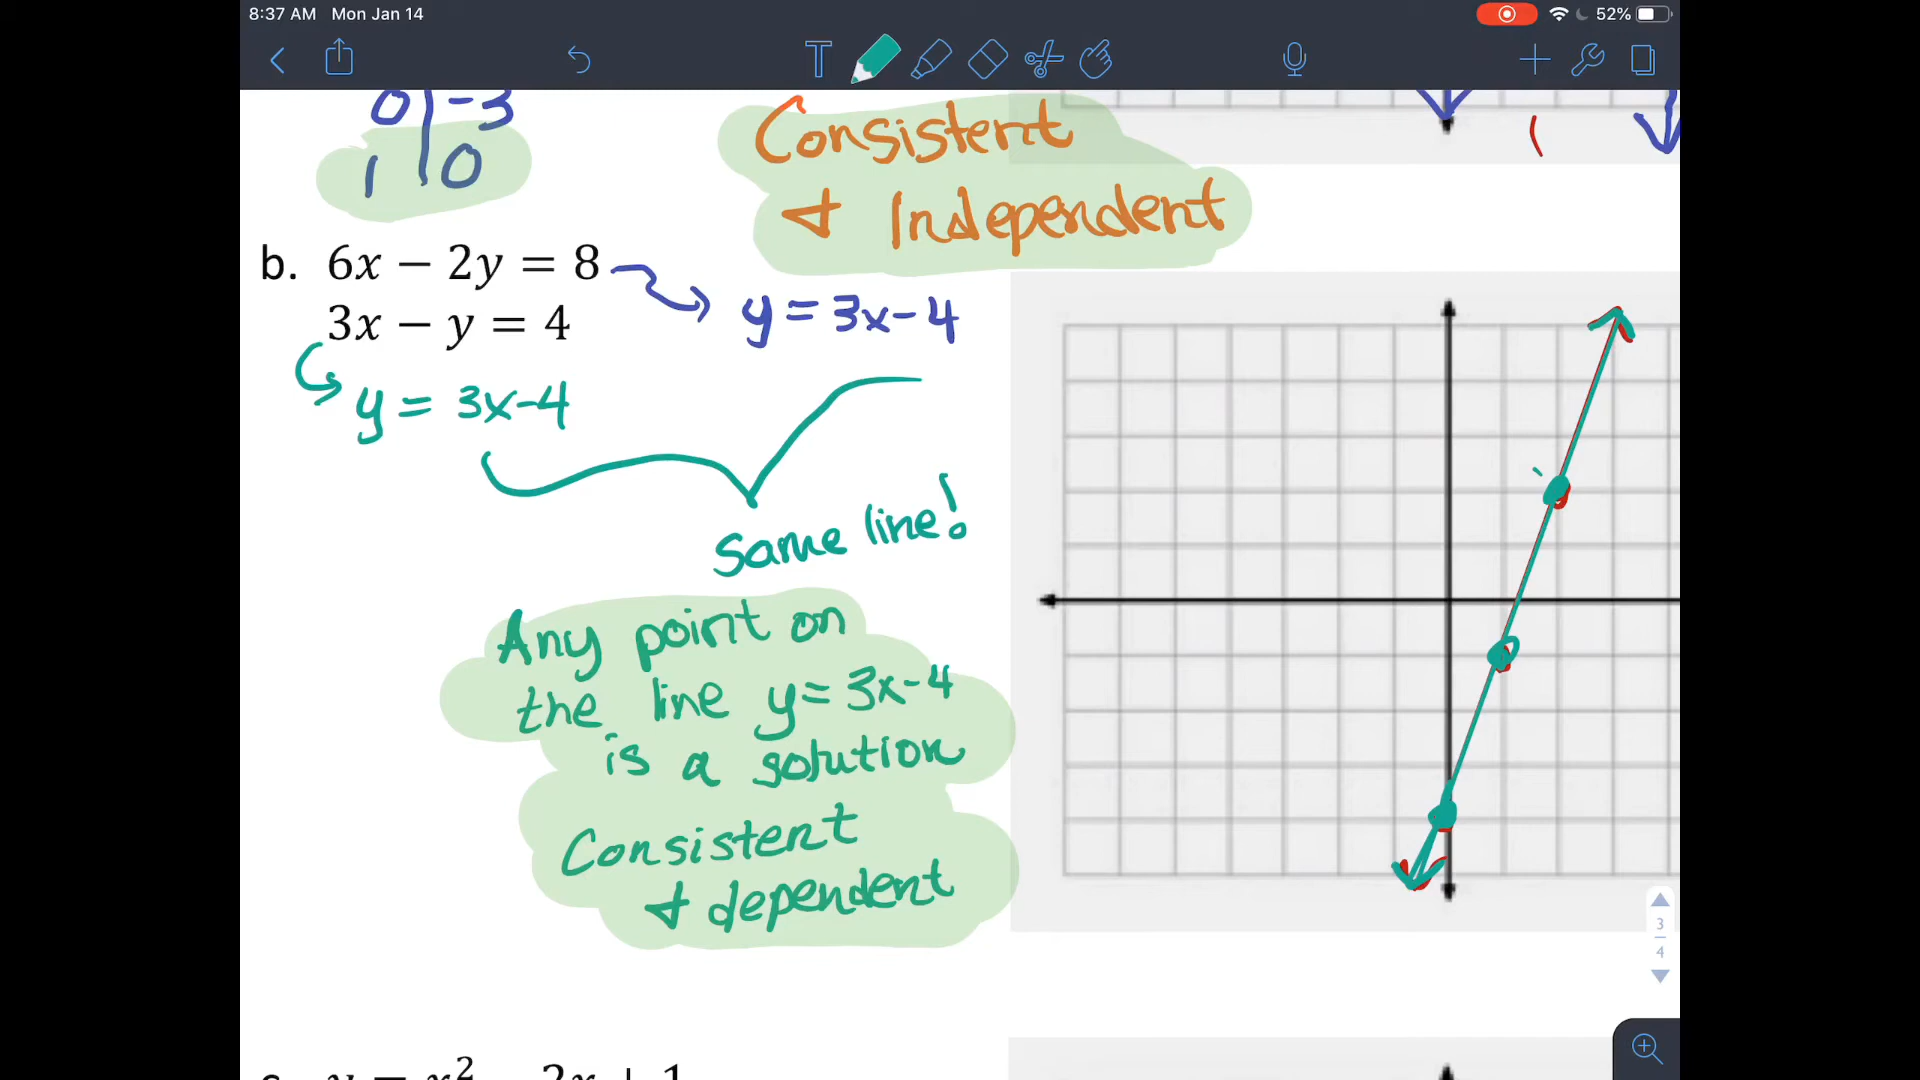 8:37 AM Mon Jan 14
52%
T
0 | -3
1 | 0
Consistent
& Independent
b. 6x − 2y = 8
y = 3x-4
3x − y = 4
y = 3x-4
same line!
Any point on
the line y = 3x-4
is a solution
Consistent
& dependent
3
4